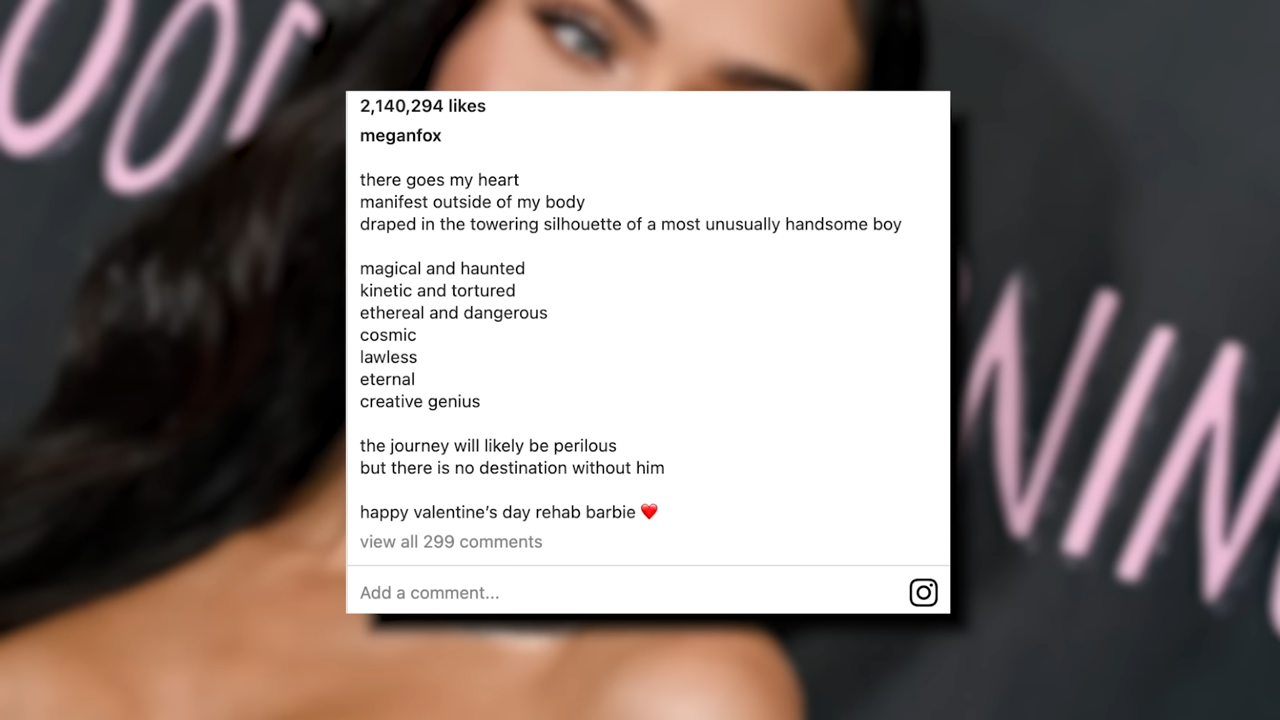 2,140,294 likes
meganfox
there goes my heart
manifest outside of my body
draped in the towering silhouette of a most unusually handsome boy
magical and haunted
kinetic and tortured
ethereal and dangerous
cosmic
lawless
eternal
creative genius
the journey will likely be perilous
but there is no destination without him
happy valentine’s day rehab barbie ❤️
view all 299 comments
Add a comment...